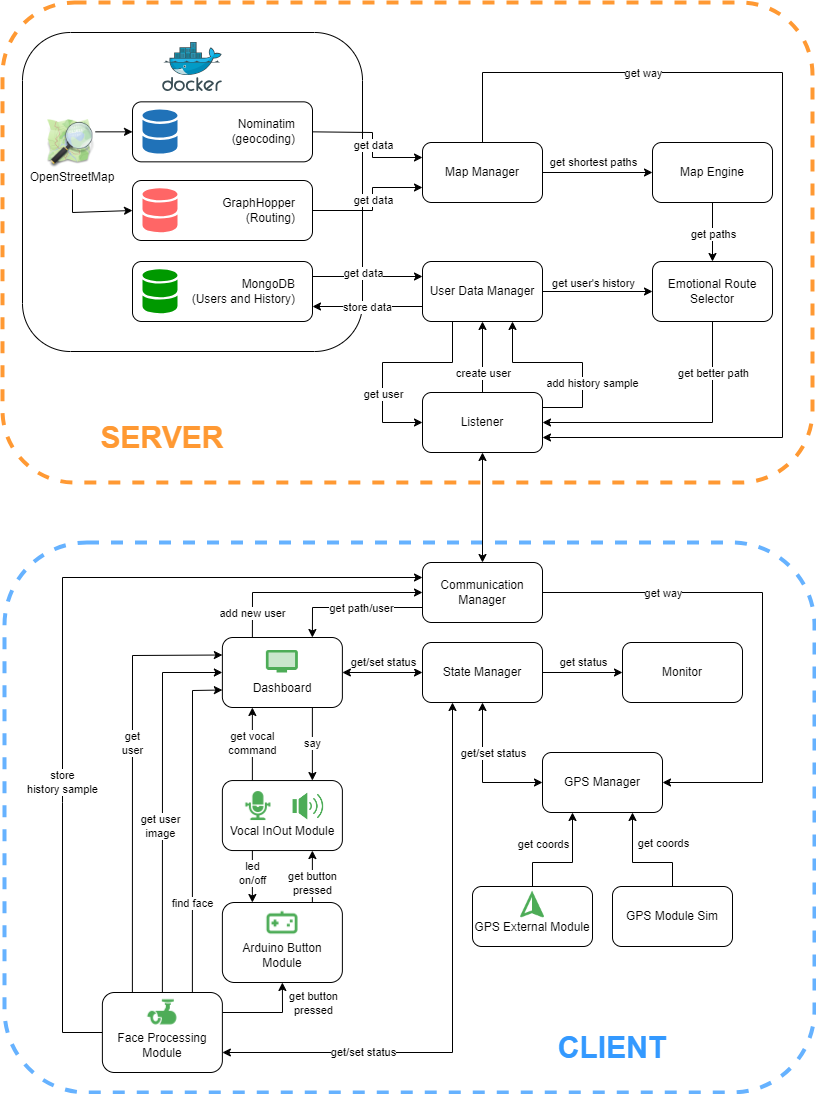 get way
docker
Nominatim
(geocoding)
get data
OpenStreetMap
Map Manager
get shortest paths
Map Engine
GraphHopper
(Routing)
get data
get paths
MongoDB
(Users and History)
get data
store data
User Data Manager
get user's history
Emotional Route
Selector
get user
create user
add history sample
get better path
Listener
SERVER
Communication
Manager
get way
add new user
get path/user
Dashboard
get/set status
State Manager
get status
Monitor
get
user
get vocal
command
say
get/set status
store
history sample
GPS Manager
get user
image
Vocal InOut Module
get coords
get coords
led
on/off
get button
pressed
find face
GPS External Module
GPS Module Sim
Arduino Button
Module
get button
pressed
Face Processing
Module
get/set status
CLIENT